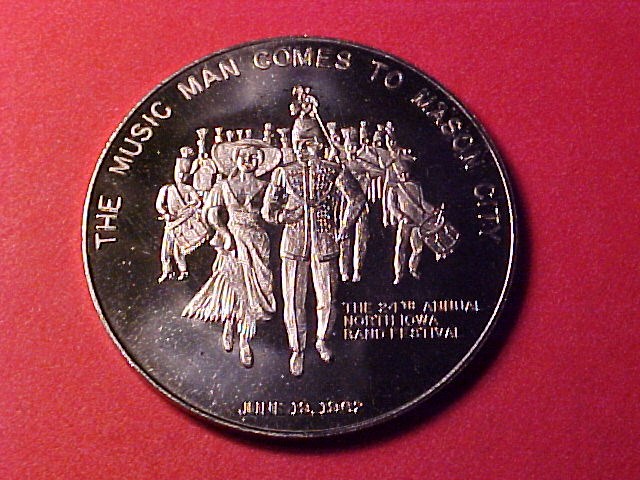 THE MUSIC MAN COMES TO MASON CITY
THE 24TH ANNUAL
NORTH IOWA
BAND FESTIVAL
JUNE 19, 1962